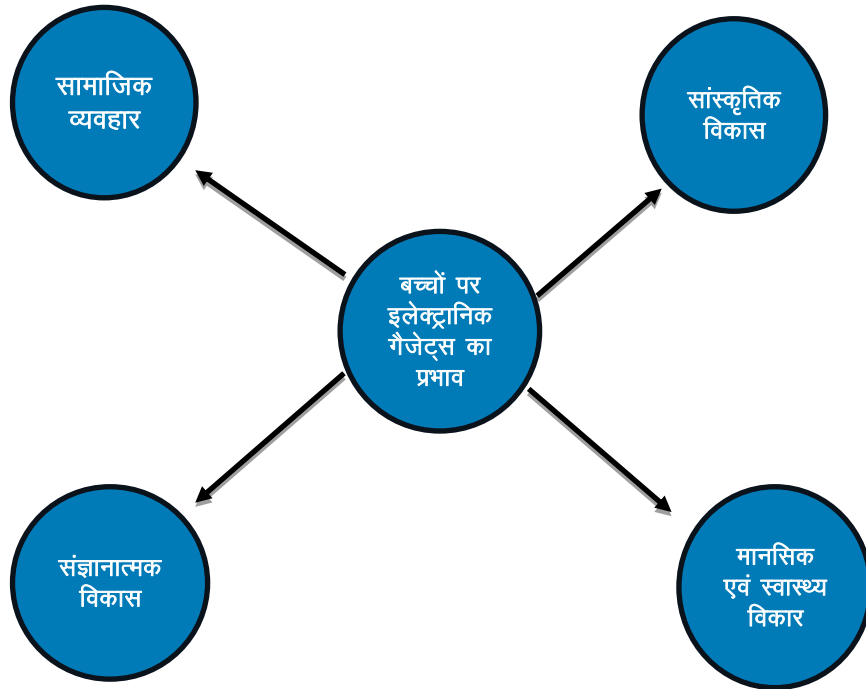 सामाजिक
व्यवहार
सांस्कृतिक
विकास
बच्चों पर
इलेक्ट्रानिक
गैजेट्स का
प्रभाव
संज्ञानात्मक
विकास
मानसिक
एवं स्वास्थ्य
विकार